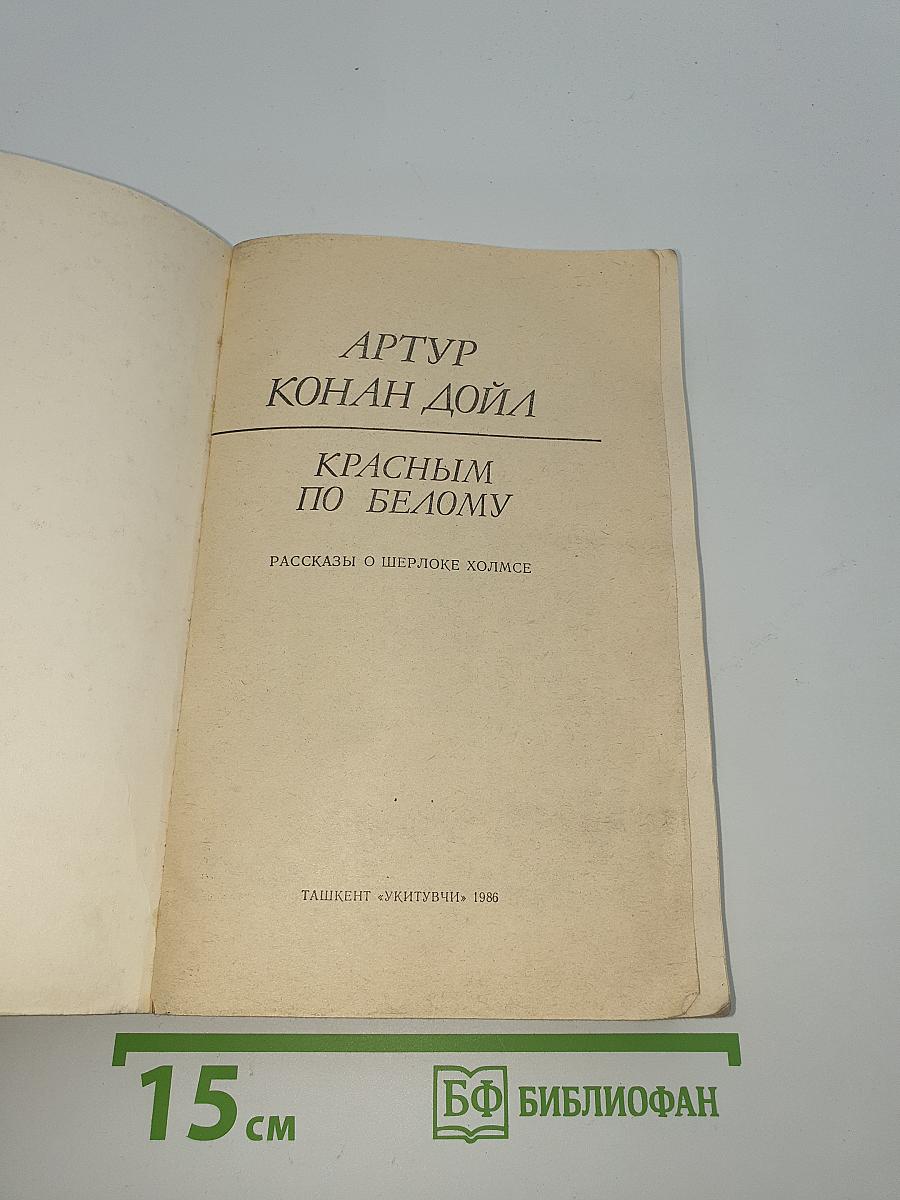 АРТУР
КОНАН ДОЙЛ
КРАСНЫМ
ПО БЕЛОМУ
РАССКАЗЫ О ШЕРЛОКЕ ХОЛМСЕ
ТАШКЕНТ «УКИТУВЧИ» 1986
15 см
БФ БИБЛИОФАН